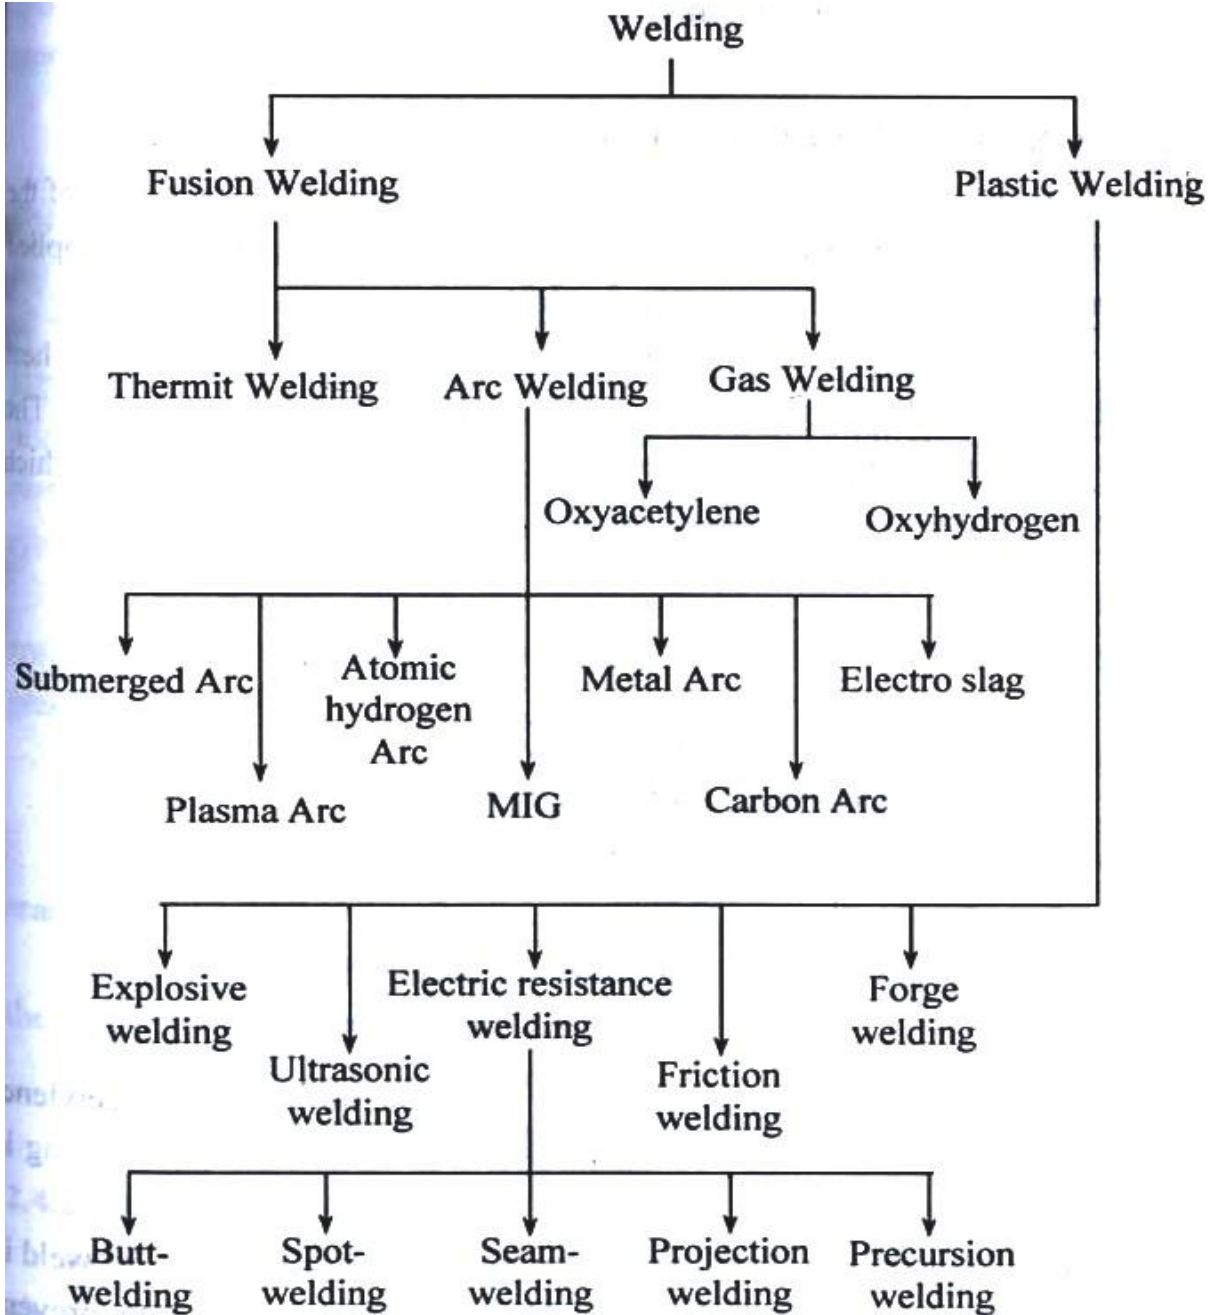 Welding
Fusion Welding
Plastic Welding
Thermit Welding
Arc Welding
Gas Welding
Oxyacetylene
Oxyhydrogen
Submerged Arc
Atomic
hydrogen
Arc
Metal Arc
Electro slag
Plasma Arc
MIG
Carbon Arc
Explosive
welding
Electric resistance
welding
Forge
welding
Ultrasonic
welding
Friction
welding
Butt-
welding
Spot-
welding
Seam-
welding
Projection
welding
Precursion
welding